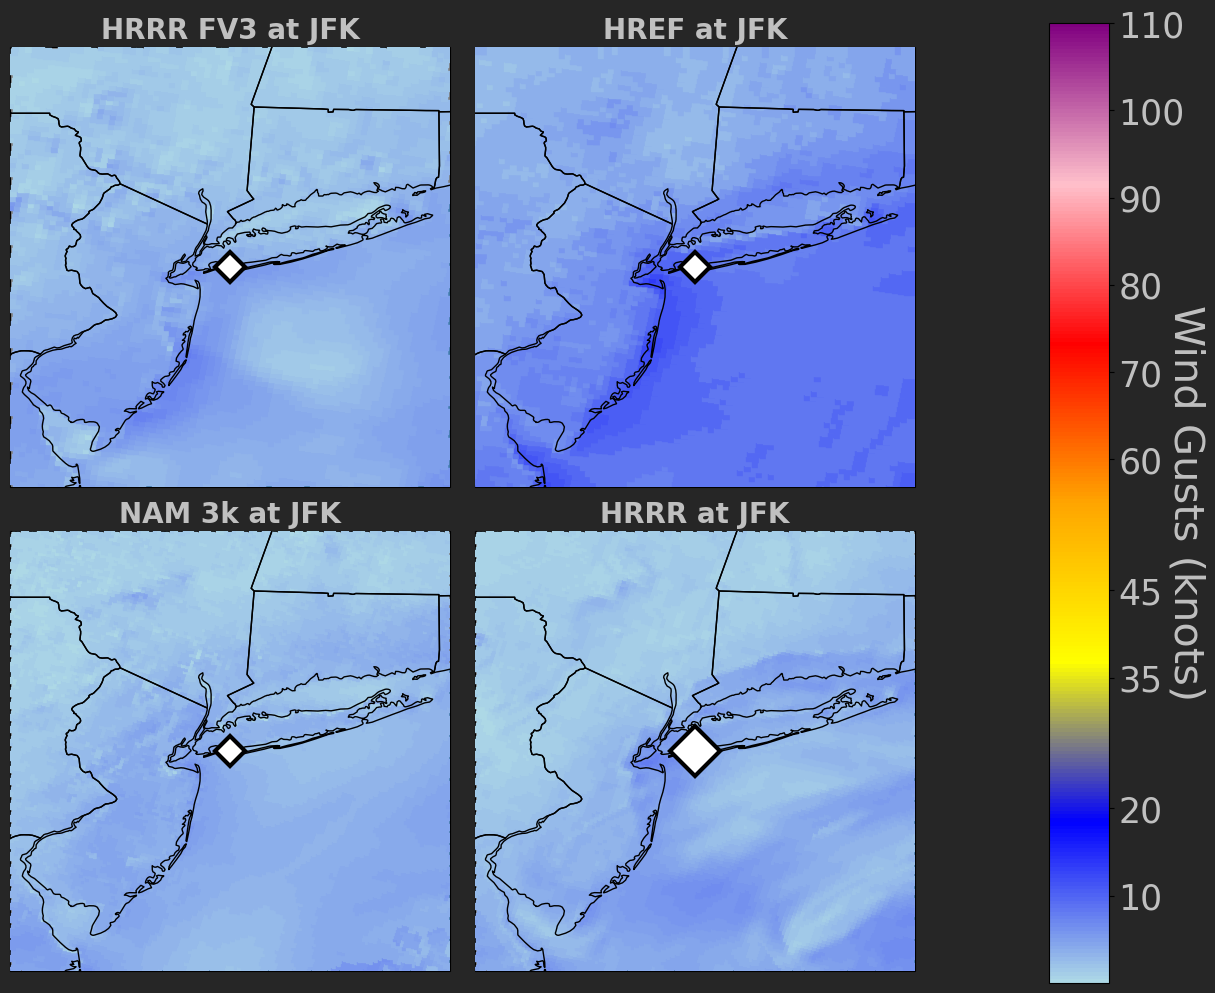 HRRR FV3 at JFK
HREF at JFK
NAM 3k at JFK
HRRR at JFK
110
100
90
80
70
60
45
35
20
10
Wind Gusts (knots)